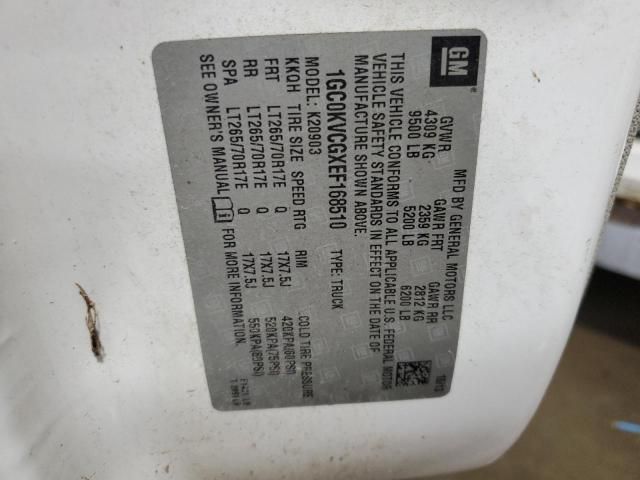 GM
MFD BY GENERAL MOTORS LLC
10/13
GVWR GAWR FRT GAWR RR
4309 KG 2359 KG 2812 KG
9500 LB 5200 LB 6200 LB
THIS VEHICLE CONFORMS TO ALL APPLICABLE U.S. FEDERAL MOTOR
VEHICLE SAFETY STANDARDS IN EFFECT ON THE DATE OF
MANUFACTURE SHOWN ABOVE.
1GC0KVCGXEF168510 TYPE: TRUCK
MODEL: K20903
KKQH TIRE SIZE SPEED RTG RIM COLD TIRE PRESSURE
FRT LT265/70R17E Q 17X7.5J 420KPA(60PSI)
RR LT265/70R17E Q 17X7.5J 520KPA(75PSI)
SPA LT265/70R17E Q 17X7.5J 550KPA(80PSI)
SEE OWNER'S MANUAL FOR MORE INFORMATION.